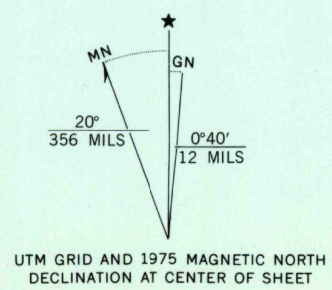 MN
GN
20°
356 MILS
0°40′
12 MILS
UTM GRID AND 1975 MAGNETIC NORTH
DECLINATION AT CENTER OF SHEET